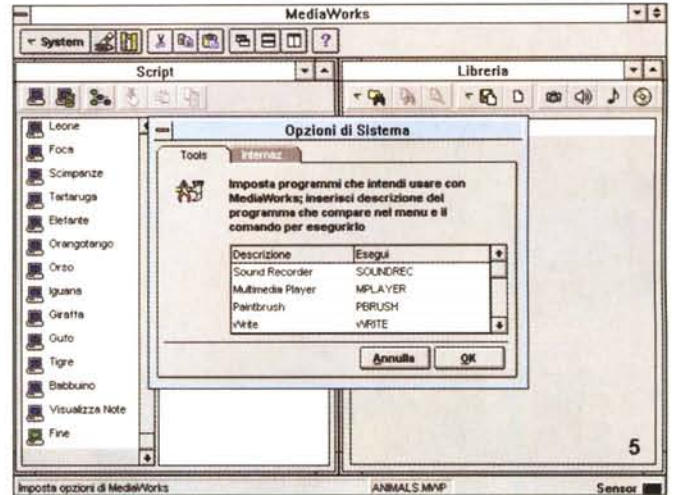 MediaWorks
System
?
Script
Libreria
Leone
Foca
Scimpanze
Tartaruga
Elefante
Orangotango
Orso
Iguana
Giraffa
Gufo
Tigre
Babbuino
Visualizza Note
Fine
Opzioni di Sistema
Tools
Internaz
Imposta programmi che intendi usare con
MediaWorks; inserisci descrizione del
programma che compare nel menu e il
comando per eseguirlo
Descrizione Esegui
Sound Recorder SOUNDREC
Multimedia Player MPLAYER
Paintbrush PBRUSH
Write WRITE
Annulla OK
5
Imposta opzioni di MediaWorks
ANIMALS.MWP
Sensor